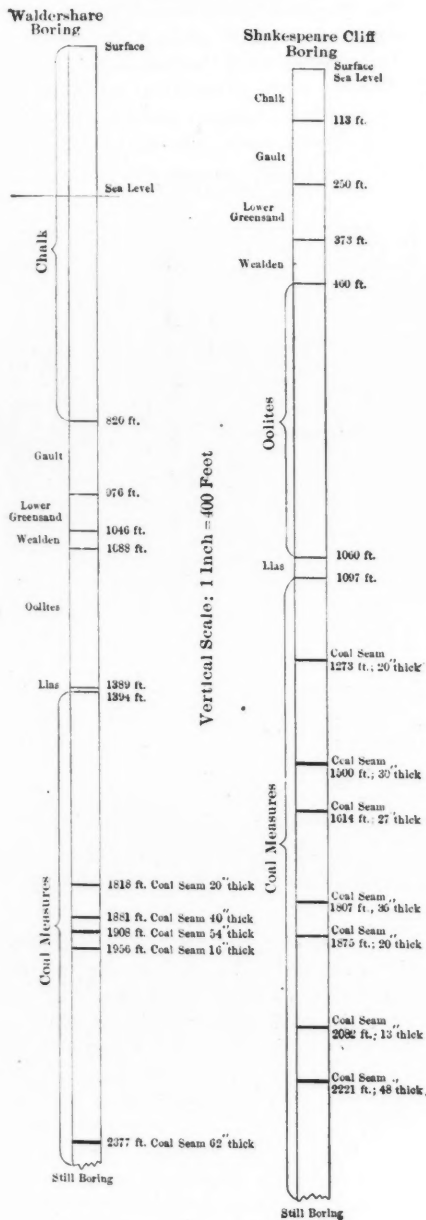 Waldershare
Boring
Surface
Sea Level
Chalk
820 ft.
Gault
976 ft.
Lower
Greensand
1046 ft.
Wealden
1088 ft.
Oolites
Lias
1389 ft.
1394 ft.
Coal Measures
1818 ft. Coal Seam 20" thick
1881 ft. Coal Seam 40" thick
1908 ft. Coal Seam 54" thick
1956 ft. Coal Seam 16" thick
2377 ft. Coal Seam 62" thick
Still Boring
Vertical Scale: 1 Inch = 400 Feet
Shakespeare Cliff
Boring
Surface
Sea Level
Chalk
113 ft.
Gault
250 ft.
Lower
Greensand
373 ft.
Wealden
460 ft.
Oolites
1060 ft.
Lias
1097 ft.
Coal Measures
Coal Seam
1273 ft.; 20" thick
Coal Seam
1500 ft.; 30" thick
Coal Seam
1614 ft.; 27" thick
Coal Seam
1807 ft., 36" thick
Coal Seam
1875 ft.; 20" thick
Coal Seam
2082 ft.; 13" thick
Coal Seam
2221 ft.; 48" thick
Still Boring